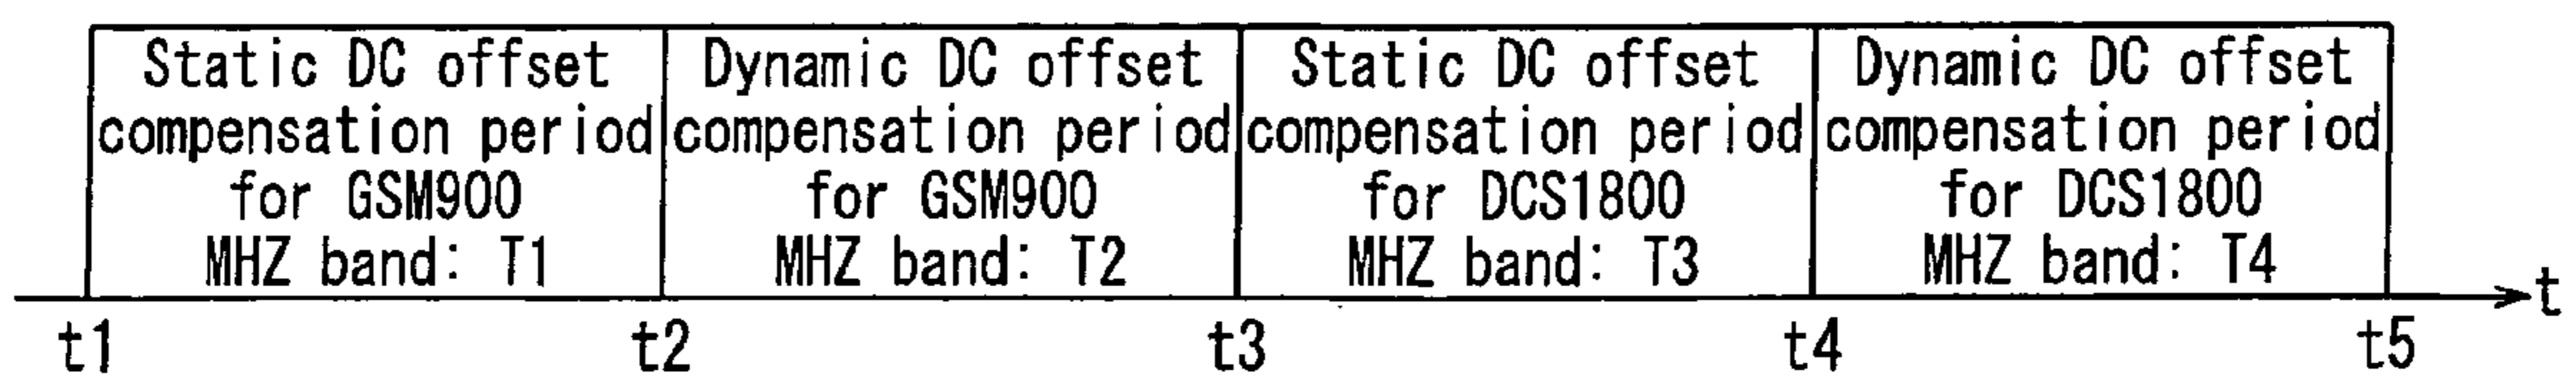 Static DC offset
compensation period
for GSM900
MHZ band: T1
Dynamic DC offset
compensation period
for GSM900
MHZ band: T2
Static DC offset
compensation period
for DCS1800
MHZ band: T3
Dynamic DC offset
compensation period
for DCS1800
MHZ band: T4
t
t1
t2
t3
t4
t5